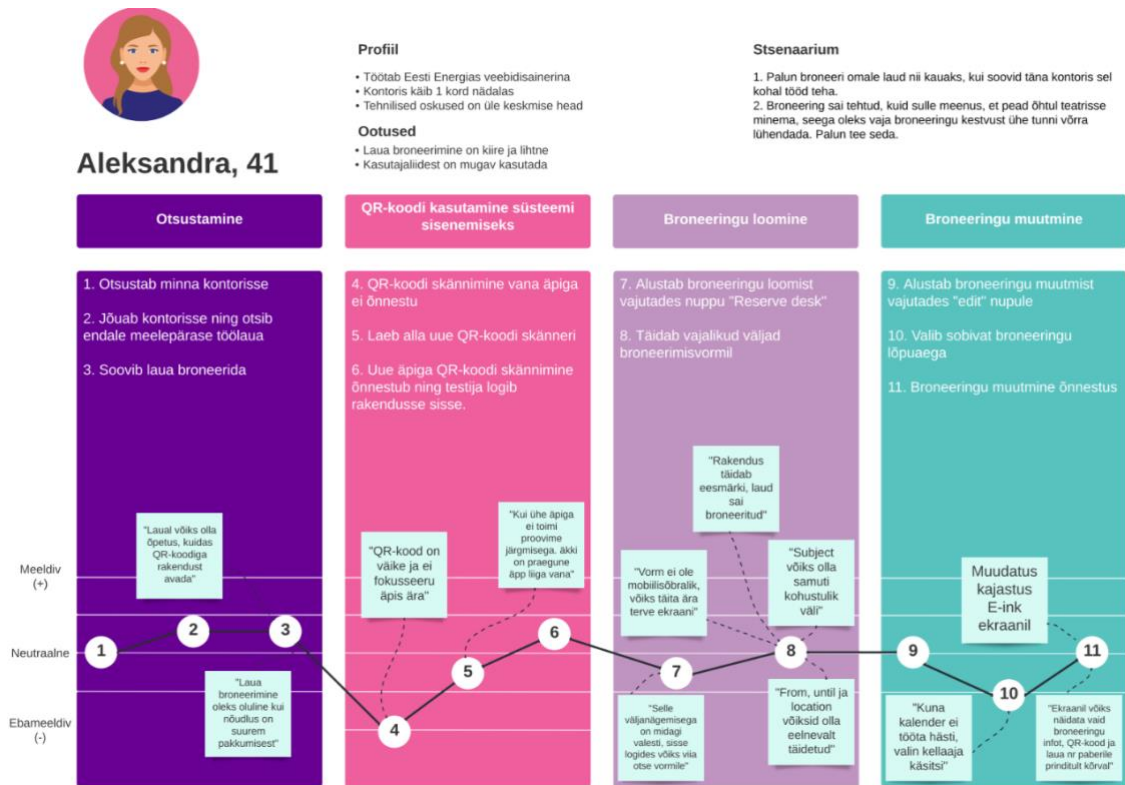 Aleksandra, 41
Profiil
• Töötab Eesti Energias veebidisainerina
• Kontoris käib 1 kord nädalas
• Tehnilised oskused on üle keskmise head
Ootused
• Laua broneerimine on kiire ja lihtne
• Kasutajaliidest on mugav kasutada
Stsenaarium
1. Palun broneeri omale laud nii kauaks, kui soovid täna kontoris sel
kohal tööd teha.
2. Broneering sai tehtud, kuid sulle meenus, et pead õhtul teatrisse
minema, seega oleks vaja broneeringu kestvust ühe tunni võrra
lühendada. Palun tee seda.
Otsustamine
QR-koodi kasutamine süsteemi
sisenemiseks
Broneeringu loomine
Broneeringu muutmine
1. Otsustab minna kontorisse
2. Jõuab kontorisse ning otsib
endale meelepärase töölaua
3. Soovib laua broneerida
4. QR-koodi skännimine vana äpiga
ei õnnestu
5. Laeb alla uue QR-koodi skänneri
6. Uue äpiga QR-koodi skännimine
õnnestub ning testija logib
rakendusse sisse.
7. Alustab broneeringu loomist
vajutades nuppu "Reserve desk"
8. Täidab vajalikud väljad
broneerimisvormil
9. Alustab broneeringu muutmist
vajutades "edit" nupule
10. Valib sobivat broneeringu
lõpuaega
11. Broneeringu muutmine õnnestus
Meeldiv
(+)
Neutraalne
Ebameeldiv
(-)
"Laual võiks olla
õpetus, kuidas
QR-koodiga
rakendust
avada"
"Laua
broneerimine
oleks oluline kui
nõudlus on
suurem
pakkumisest"
"QR-kood on
väike ja ei
fokusseeru
äpis ära"
"Kui ühe äpiga
ei toimi
proovime
järgmisega. äkki
on praegune
äpp liiga vana"
"Vorm ei ole
mobiilisõbralik,
võiks täita ära
terve ekraani"
"Selle
väljanägemisega
on midagi
valesti, sisse
logides võiks viia
otse vormile"
"Rakendus
täidab
eesmärki, laud
sai
broneeritud"
"Subject
võiks olla
samuti
kohustulik
väli"
"From, until ja
location
võiksid olla
eelnevalt
täidetud"
"Kuna
kalender ei
tööta hästi,
valin kellaaja
käsitsi"
Muudatus
kajastus
E-ink
ekraanil
"Ekraanil võiks
näidata vaid
broneeringu
infot, QR-kood ja
laua nr paberile
prinditult kõrval"
1
2
3
4
5
6
7
8
9
10
11